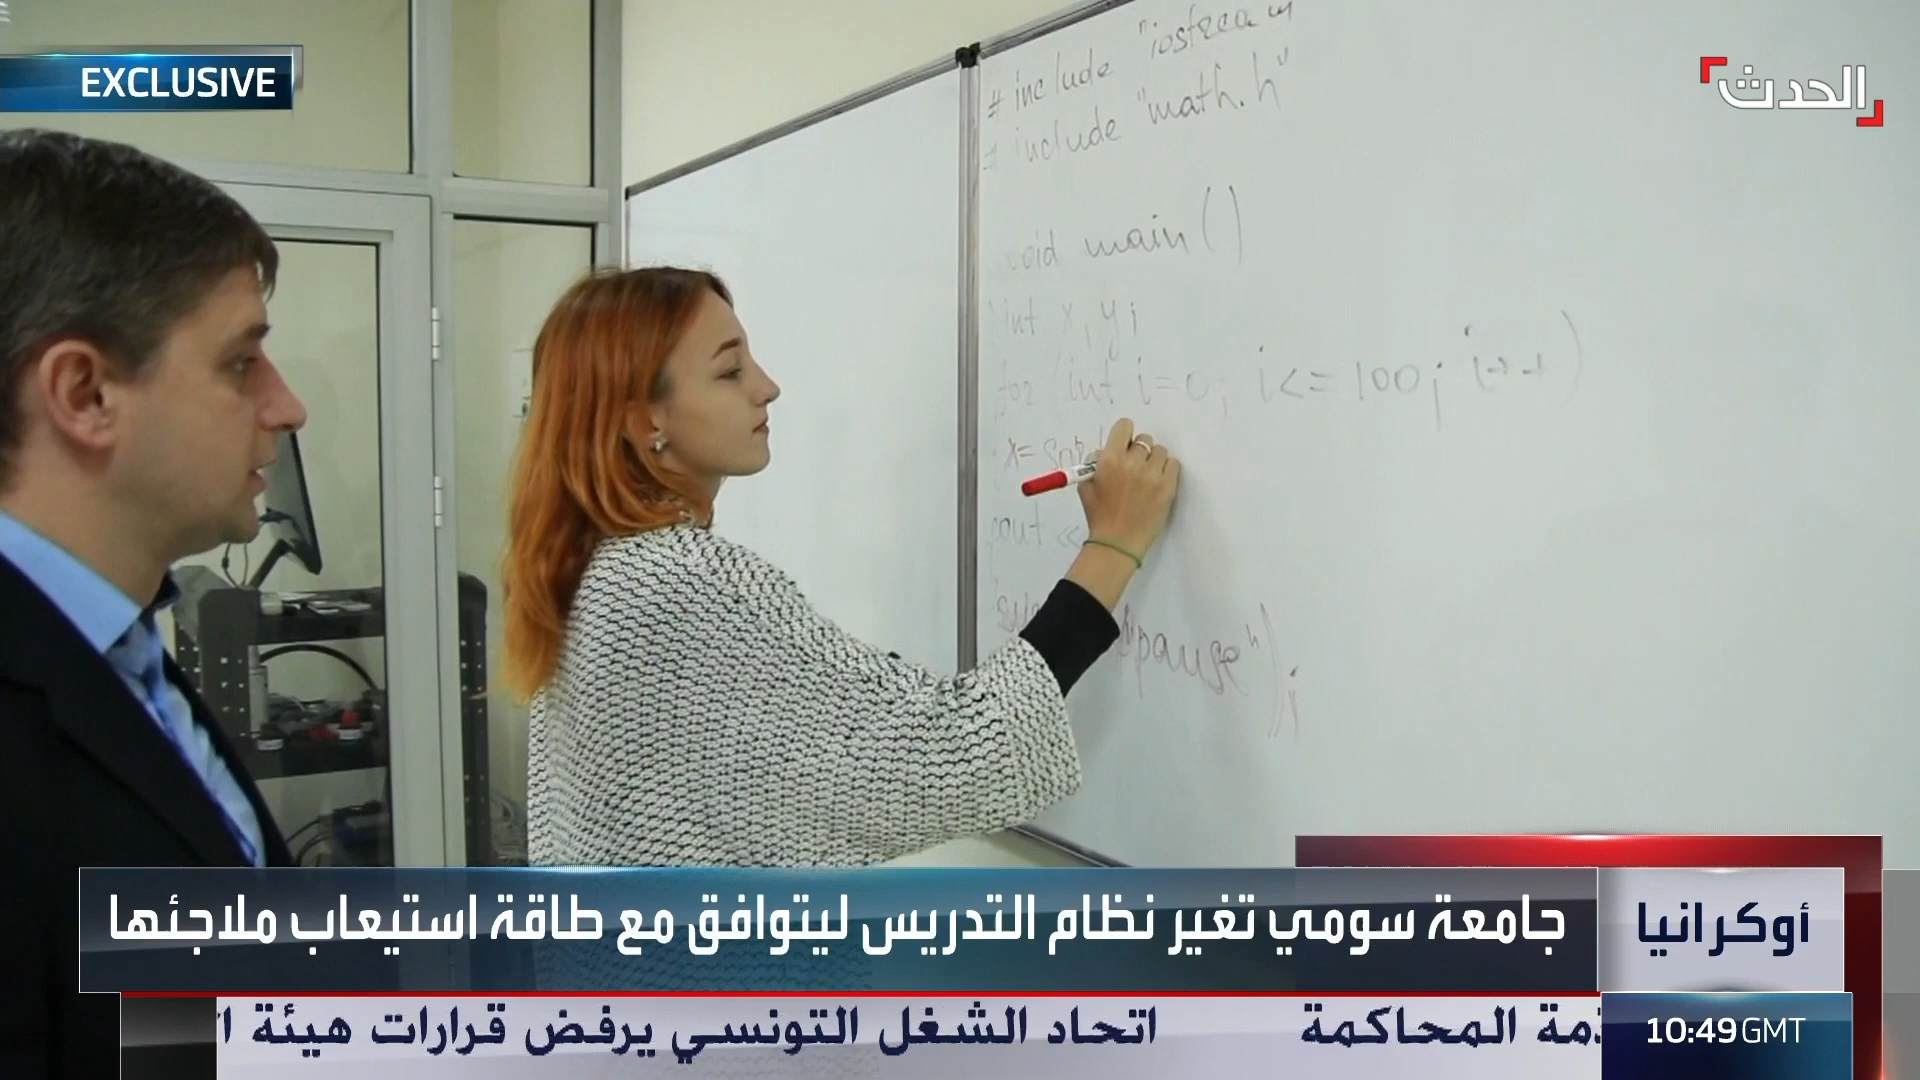 EXCLUSIVE
الحدث
# include "iostream
include "math.h"
void main()
int x, y;
for (int i=0; i<=100; i++)
x=
cout <<
"pause");
أوكرانيا
جامعة سومي تغير نظام التدريس ليتوافق مع طاقة استيعاب ملاجئها
المحاكمة
اتحاد الشغل التونسي يرفض قرارات هيئة
10:49 GMT